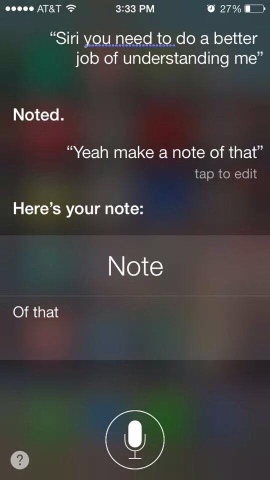 AT&T 3:33 PM 27%
“Siri you need to do a better
job of understanding me”
Noted.
“Yeah make a note of that”
tap to edit
Here's your note:
Note
Of that
?